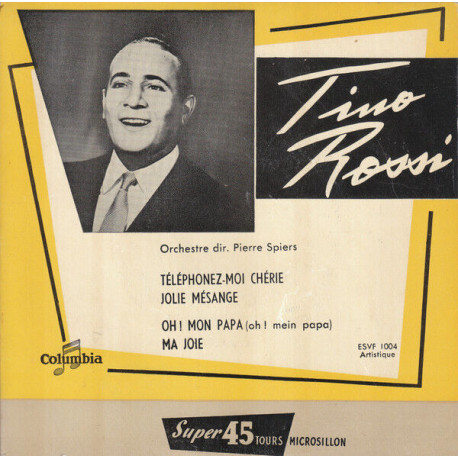 Tino
Rossi
Orchestre dir. Pierre Spiers
TÉLÉPHONEZ-MOI CHÉRIE
JOLIE MÉSANGE
OH! MON PAPA (oh! mein papa)
MA JOIE
ESVF 1004
Artistique
Columbia
Super 45 TOURS MICROSILLON